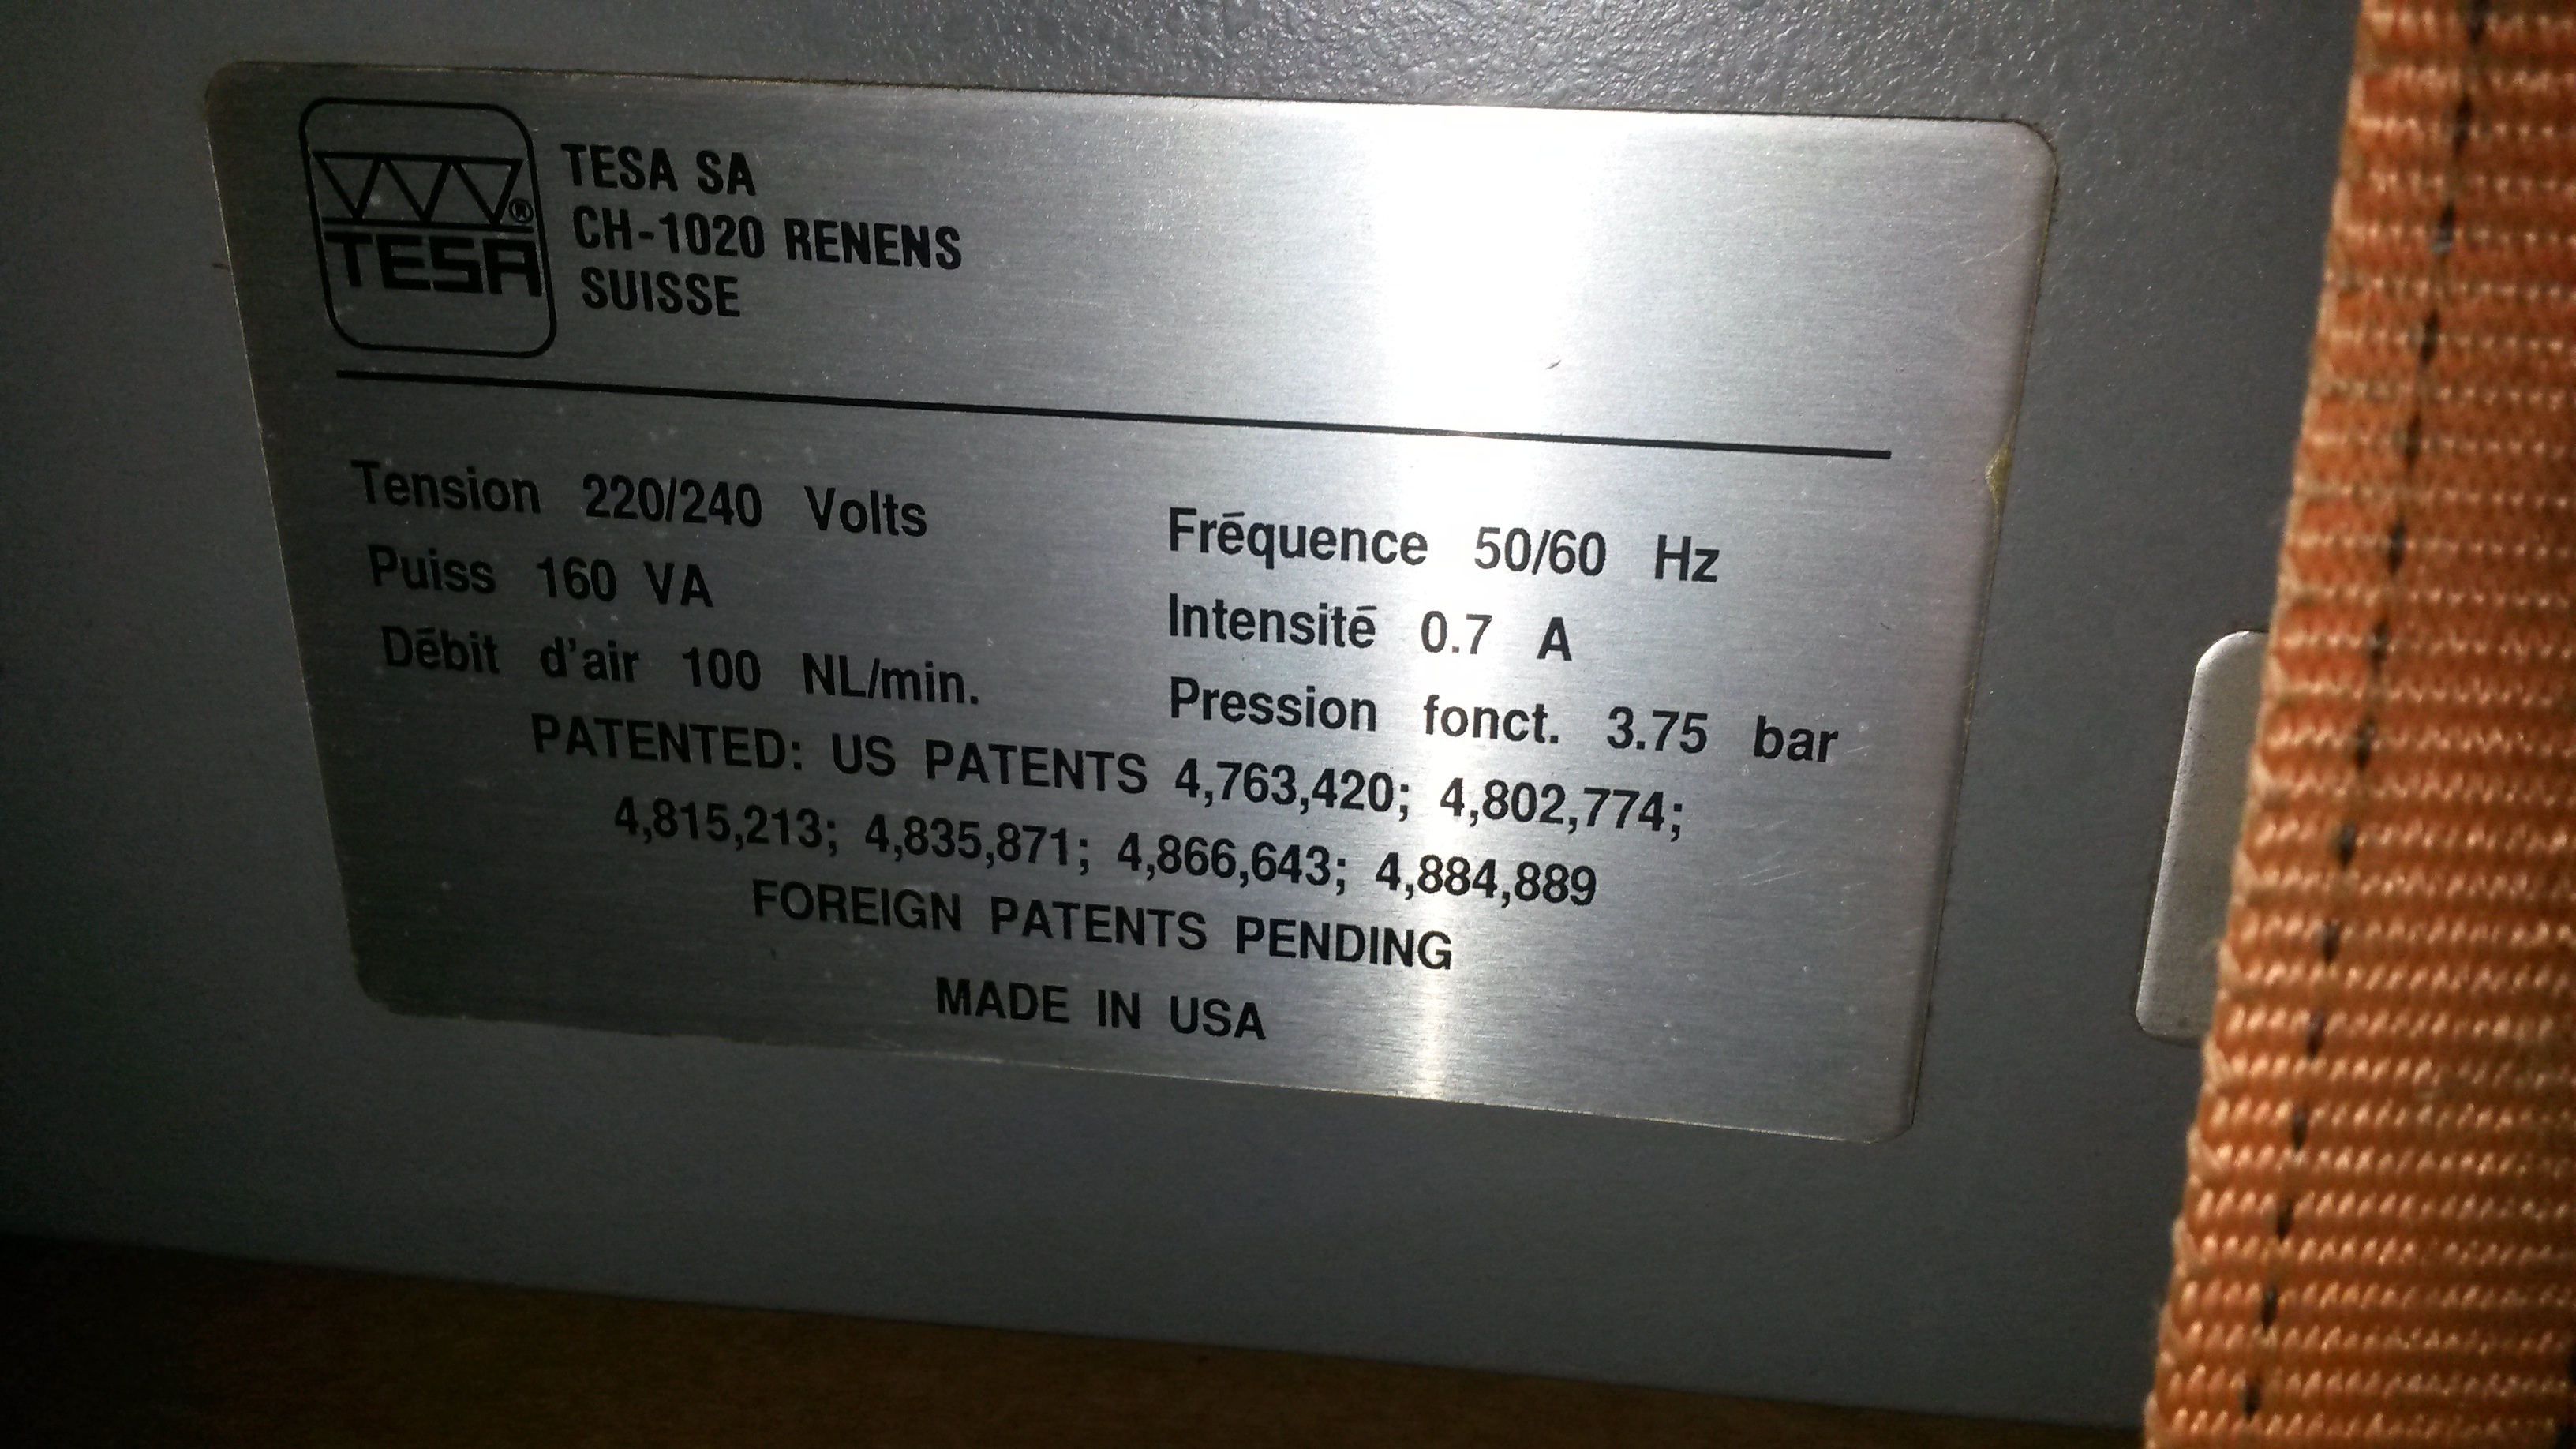 TESA®
TESA SA
CH-1020 RENENS
SUISSE
Tension 220/240 Volts
Fréquence 50/60 Hz
Puiss 160 VA
Intensité 0.7 A
Débit d'air 100 NL/min.
Pression fonct. 3.75 bar
PATENTED: US PATENTS 4,763,420; 4,802,774;
4,815,213; 4,835,871; 4,866,643; 4,884,889
FOREIGN PATENTS PENDING
MADE IN USA